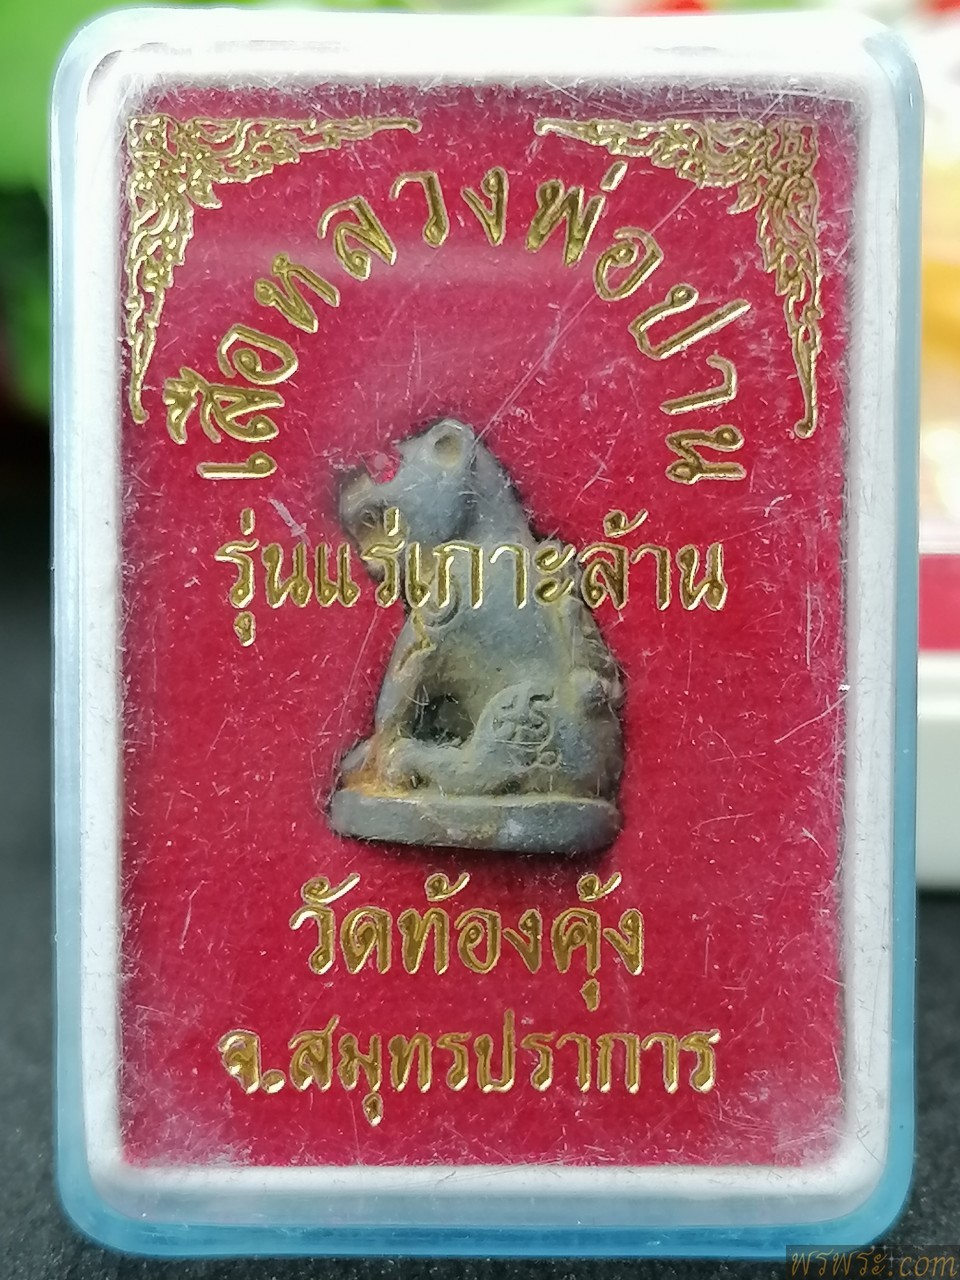 เสือหลวงพ่อปาน
รุ่นแร่เกาะล้าน
วัดท้องคุ้ง
จ.สมุทรปราการ
พรพระ.com